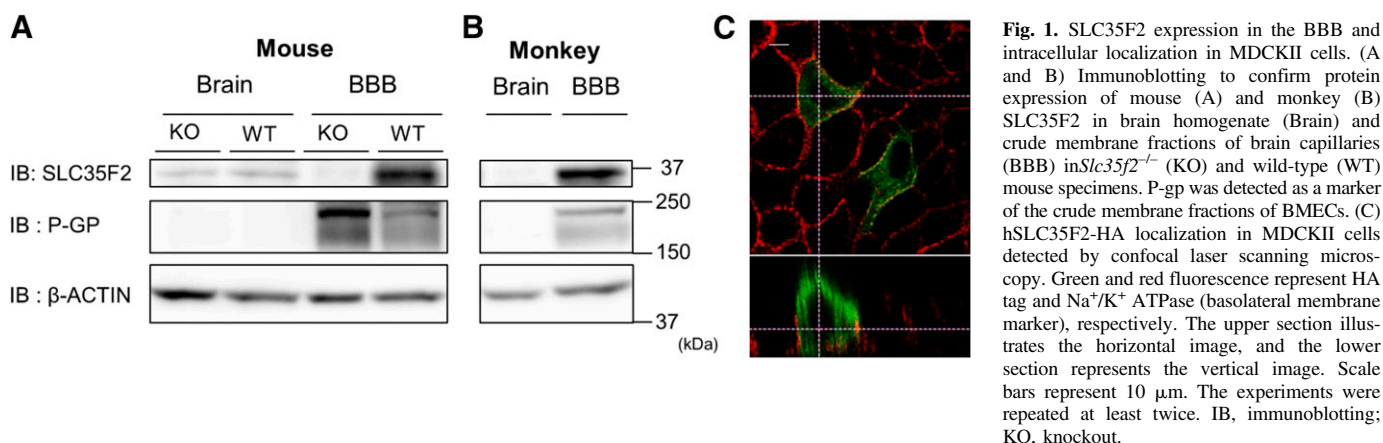 A
Mouse
Brain BBB
KO WT KO WT
IB: SLC35F2
IB : P-GP
IB : β-ACTIN
B
Monkey
Brain BBB
37
250
150
37
(kDa)
C
Fig. 1. SLC35F2 expression in the BBB and
intracellular localization in MDCKII cells. (A
and B) Immunoblotting to confirm protein
expression of mouse (A) and monkey (B)
SLC35F2 in brain homogenate (Brain) and
crude membrane fractions of brain capillaries
(BBB) inSlc35f2⁻/⁻ (KO) and wild-type (WT)
mouse specimens. P-gp was detected as a marker
of the crude membrane fractions of BMECs. (C)
hSLC35F2-HA localization in MDCKII cells
detected by confocal laser scanning micros-
copy. Green and red fluorescence represent HA
tag and Na⁺/K⁺ ATPase (basolateral membrane
marker), respectively. The upper section illus-
trates the horizontal image, and the lower
section represents the vertical image. Scale
bars represent 10 μm. The experiments were
repeated at least twice. IB, immunoblotting;
KO, knockout.